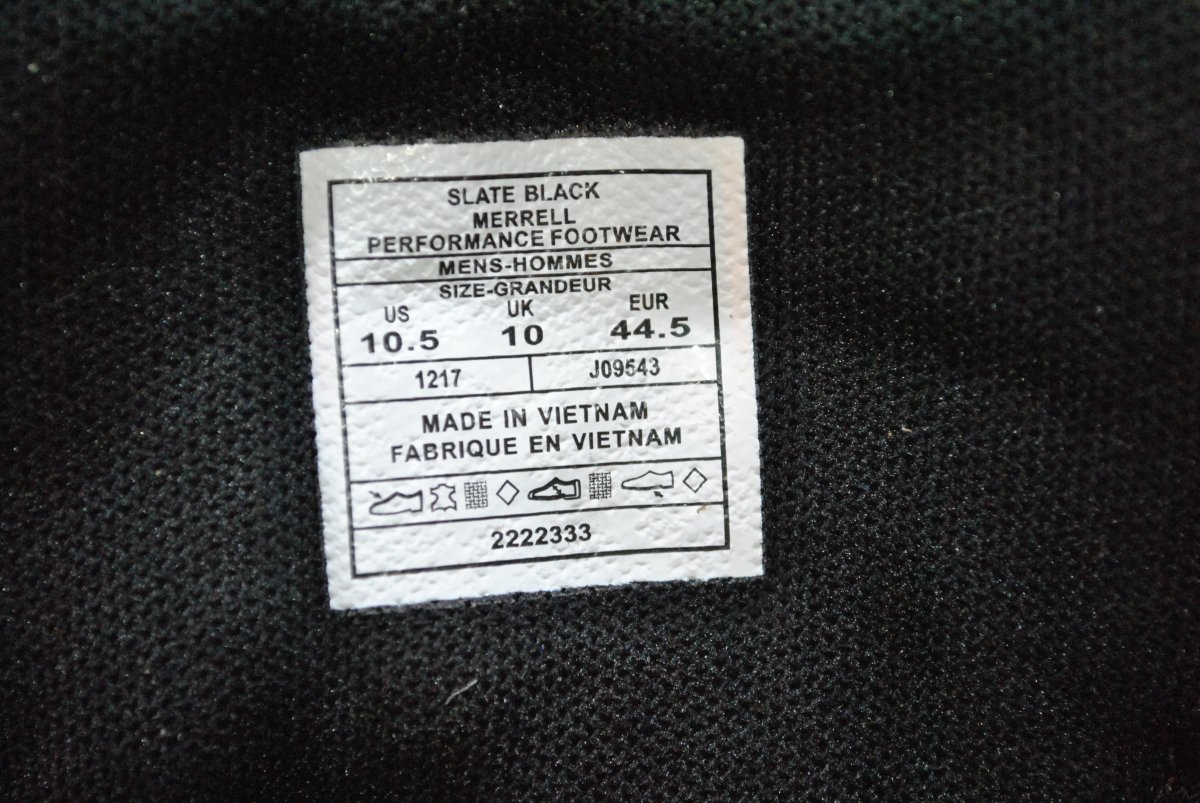 SLATE BLACK
MERRELL
PERFORMANCE FOOTWEAR
MENS-HOMMES
SIZE-GRANDEUR
US UK EUR
10.5 10 44.5
1217 J09543
MADE IN VIETNAM
FABRIQUE EN VIETNAM
2222333